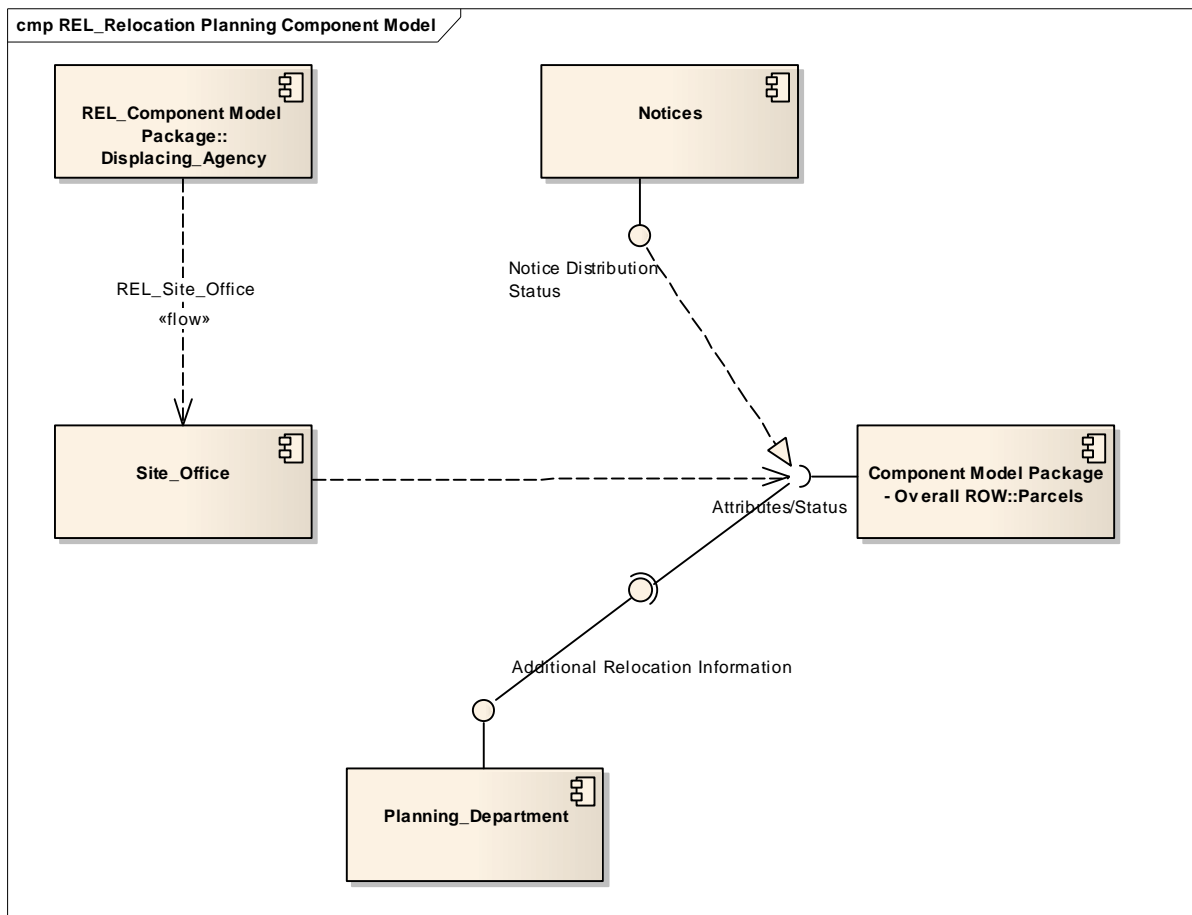 cmp REL_Relocation Planning Component Model
REL_Component Model
Package::
Displacing_Agency
Notices
Notice Distribution
Status
REL_Site_Office
«flow»
Site_Office
Component Model Package
- Overall ROW::Parcels
Attributes/Status
Additional Relocation Information
Planning_Department